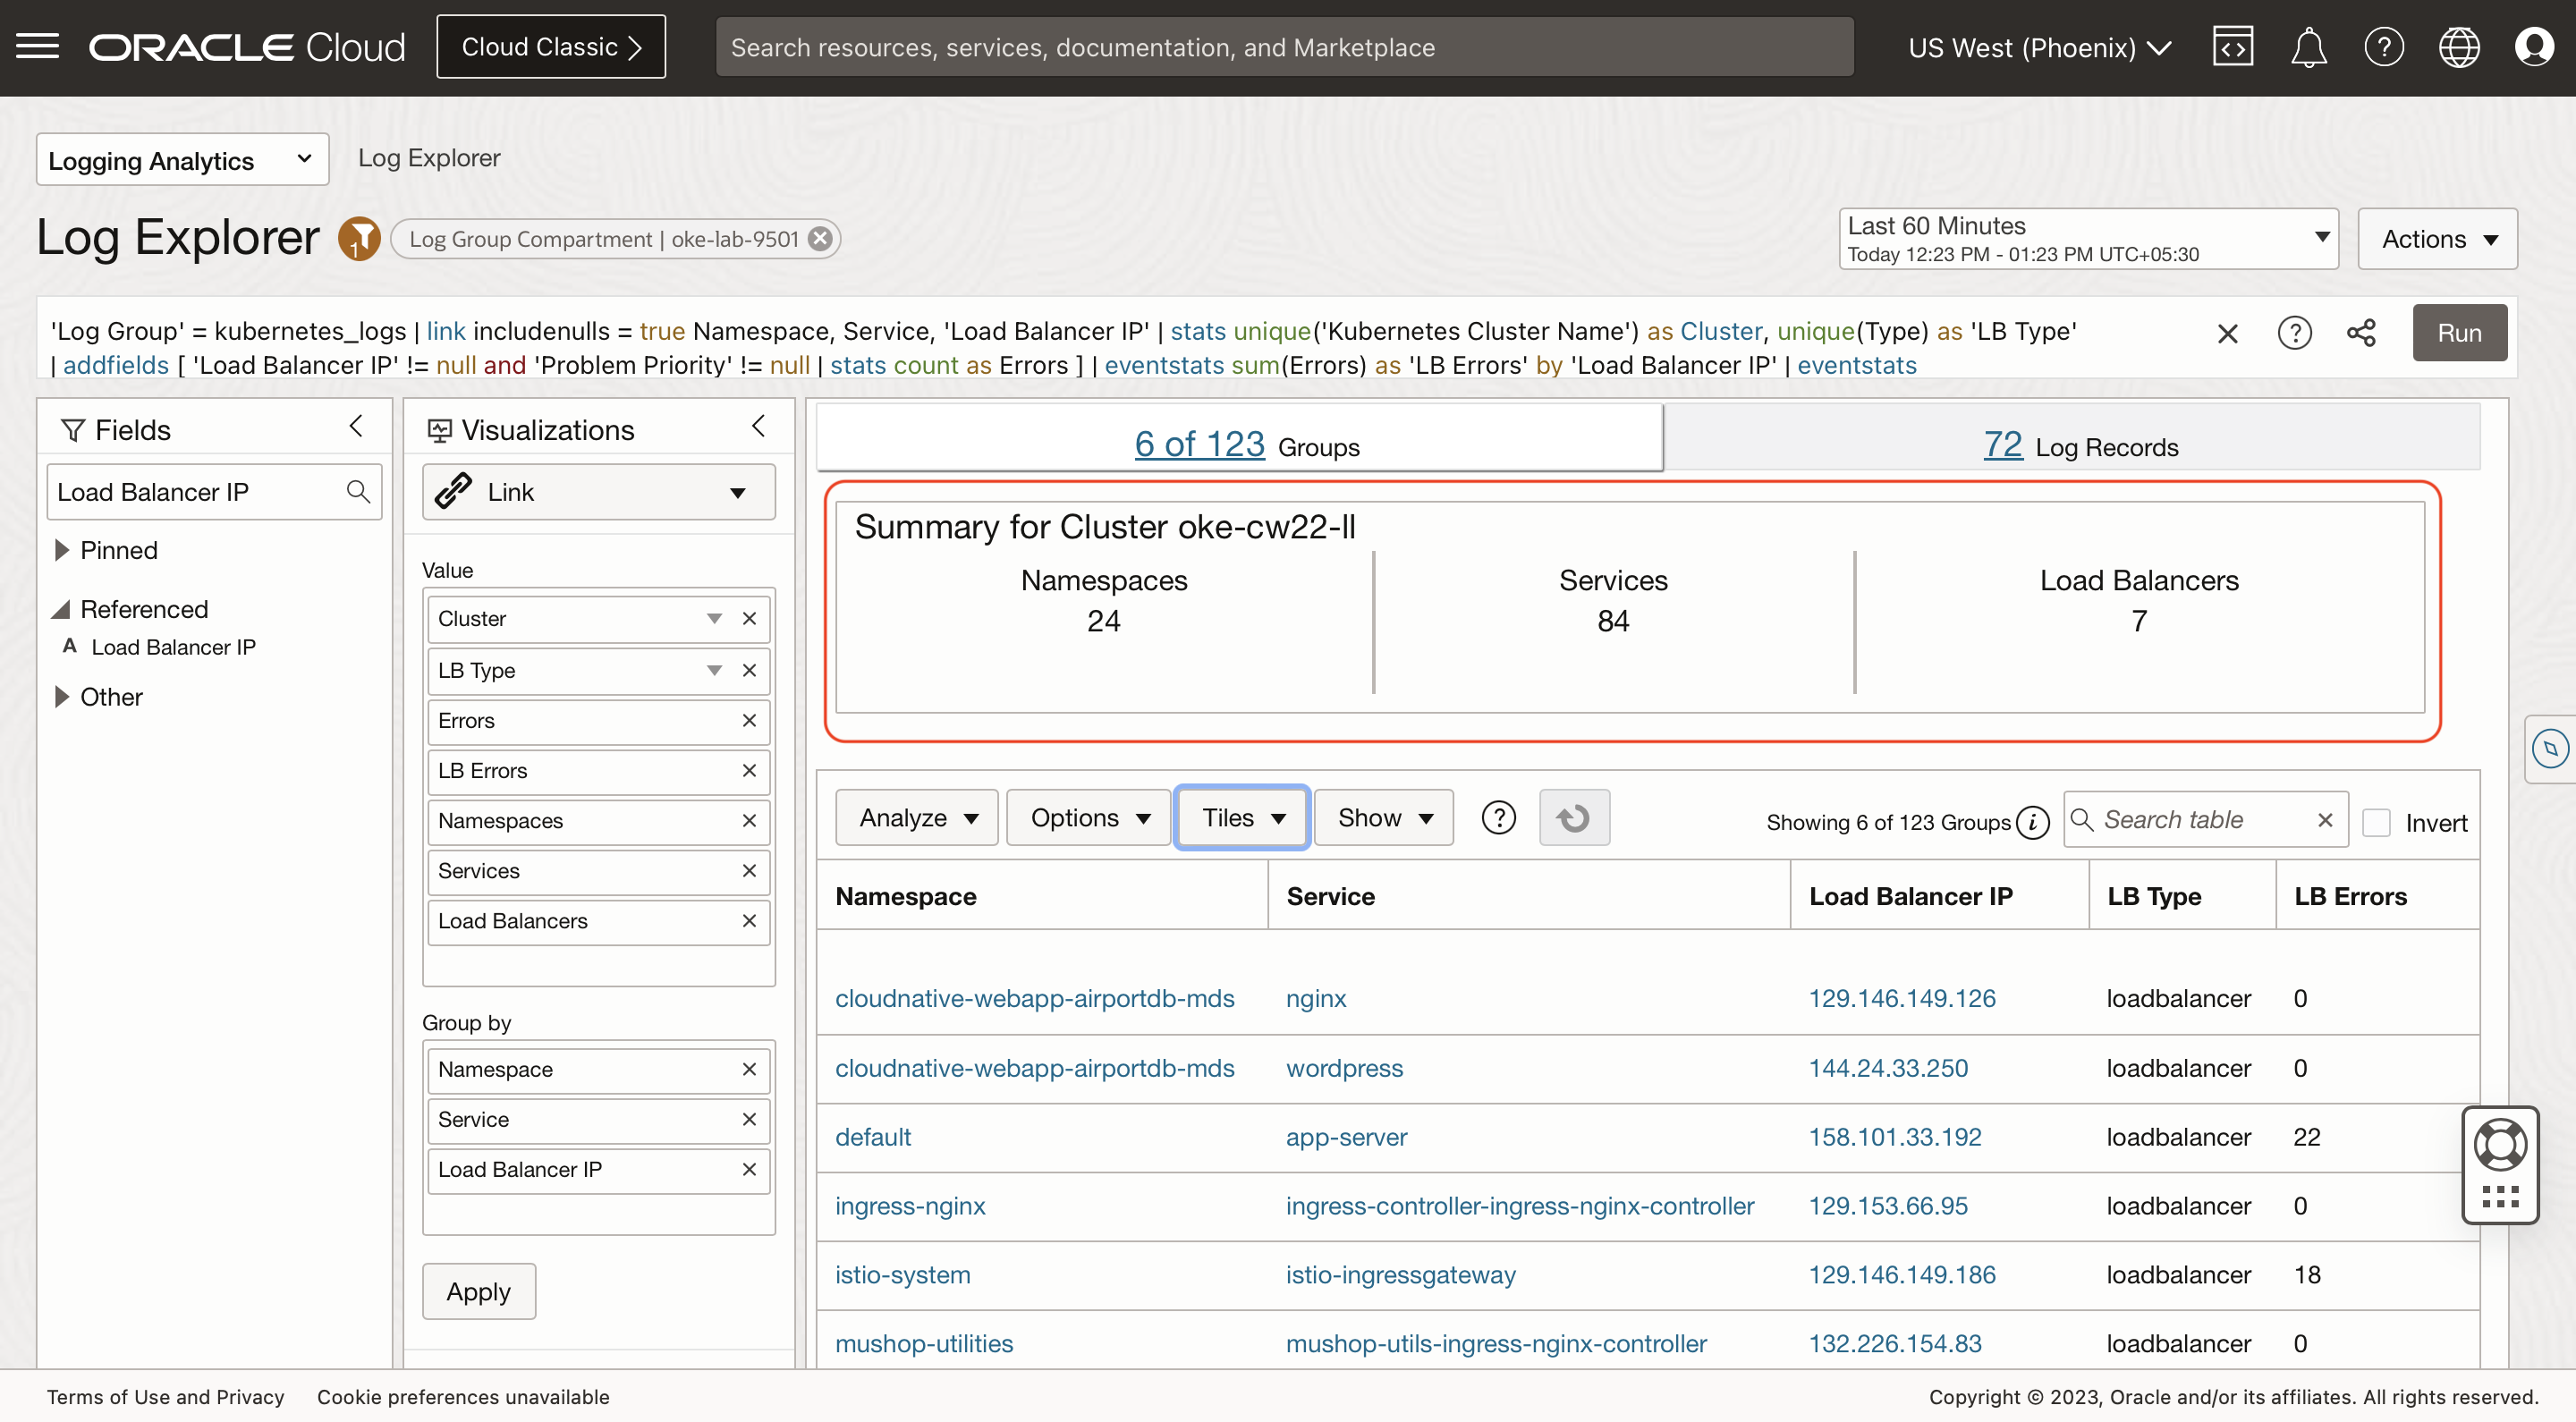 ORACLE Cloud
Cloud Classic
Search resources, services, documentation, and Marketplace
US West (Phoenix)
Logging Analytics
Log Explorer
Log Explorer
1
Log Group Compartment | oke-lab-9501
Last 60 Minutes
Today 12:23 PM - 01:23 PM UTC+05:30
Actions
'Log Group' = kubernetes_logs | link includenulls = true Namespace, Service, 'Load Balancer IP' | stats unique('Kubernetes Cluster Name') as Cluster, unique(Type) as 'LB Type'
| addfields [ 'Load Balancer IP' != null and 'Problem Priority' != null | stats count as Errors ] | eventstats sum(Errors) as 'LB Errors' by 'Load Balancer IP' | eventstats
Run
Fields
Load Balancer IP
Pinned
Referenced
A Load Balancer IP
Other
Visualizations
Link
Value
Cluster
LB Type
Errors
LB Errors
Namespaces
Services
Load Balancers
Group by
Namespace
Service
Load Balancer IP
Apply
6 of 123 Groups
72 Log Records
Summary for Cluster oke-cw22-ll
Namespaces
24
Services
84
Load Balancers
7
Analyze
Options
Tiles
Show
Showing 6 of 123 Groups
Search table
Invert
Namespace Service Load Balancer IP LB Type LB Errors
cloudnative-webapp-airportdb-mds nginx 129.146.149.126 loadbalancer 0
cloudnative-webapp-airportdb-mds wordpress 144.24.33.250 loadbalancer 0
default app-server 158.101.33.192 loadbalancer 22
ingress-nginx ingress-controller-ingress-nginx-controller 129.153.66.95 loadbalancer 0
istio-system istio-ingressgateway 129.146.149.186 loadbalancer 18
mushop-utilities mushop-utils-ingress-nginx-controller 132.226.154.83 loadbalancer 0
Terms of Use and Privacy
Cookie preferences unavailable
Copyright © 2023, Oracle and/or its affiliates. All rights reserved.